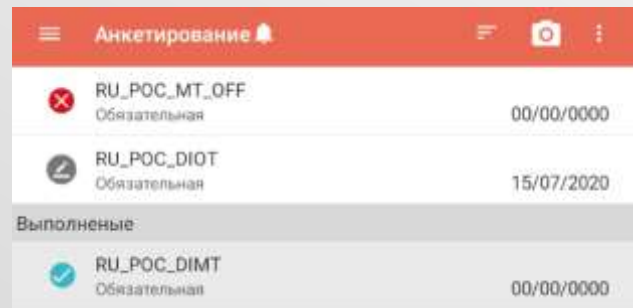 Анкетирование
RU_POC_MT_OFF
Обязательная
00/00/0000
RU_POC_DIOT
Обязательная
15/07/2020
Выполненые
RU_POC_DIMT
Обязательная
00/00/0000